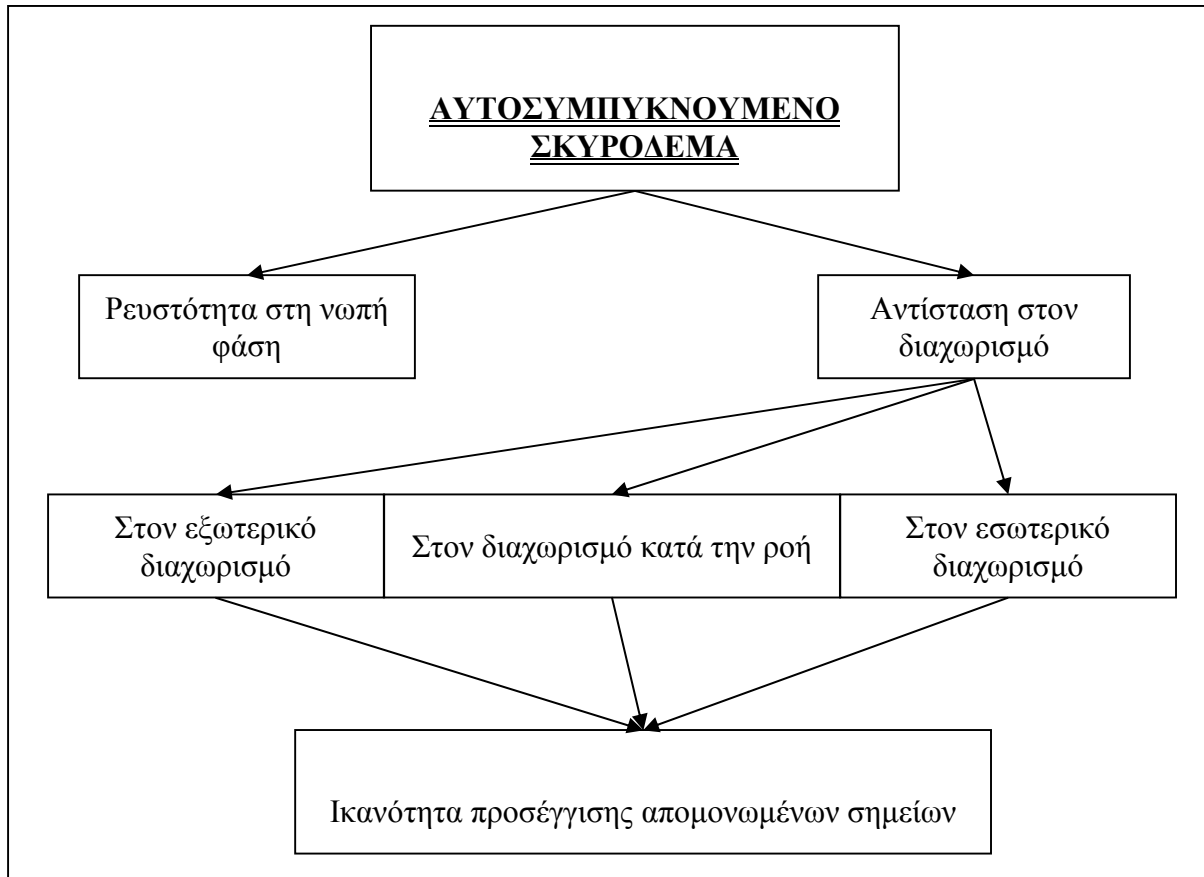 ΑΥΤΟΣΥΜΠΥΚΝΟΥΜΕΝΟ
ΣΚΥΡΟΔΕΜΑ
Ρευστότητα στη νωπή
φάση
Αντίσταση στον
διαχωρισμό
Στον εξωτερικό
διαχωρισμό
Στον διαχωρισμό κατά την ροή
Στον εσωτερικό
διαχωρισμό
Ικανότητα προσέγγισης απομονωμένων σημείων